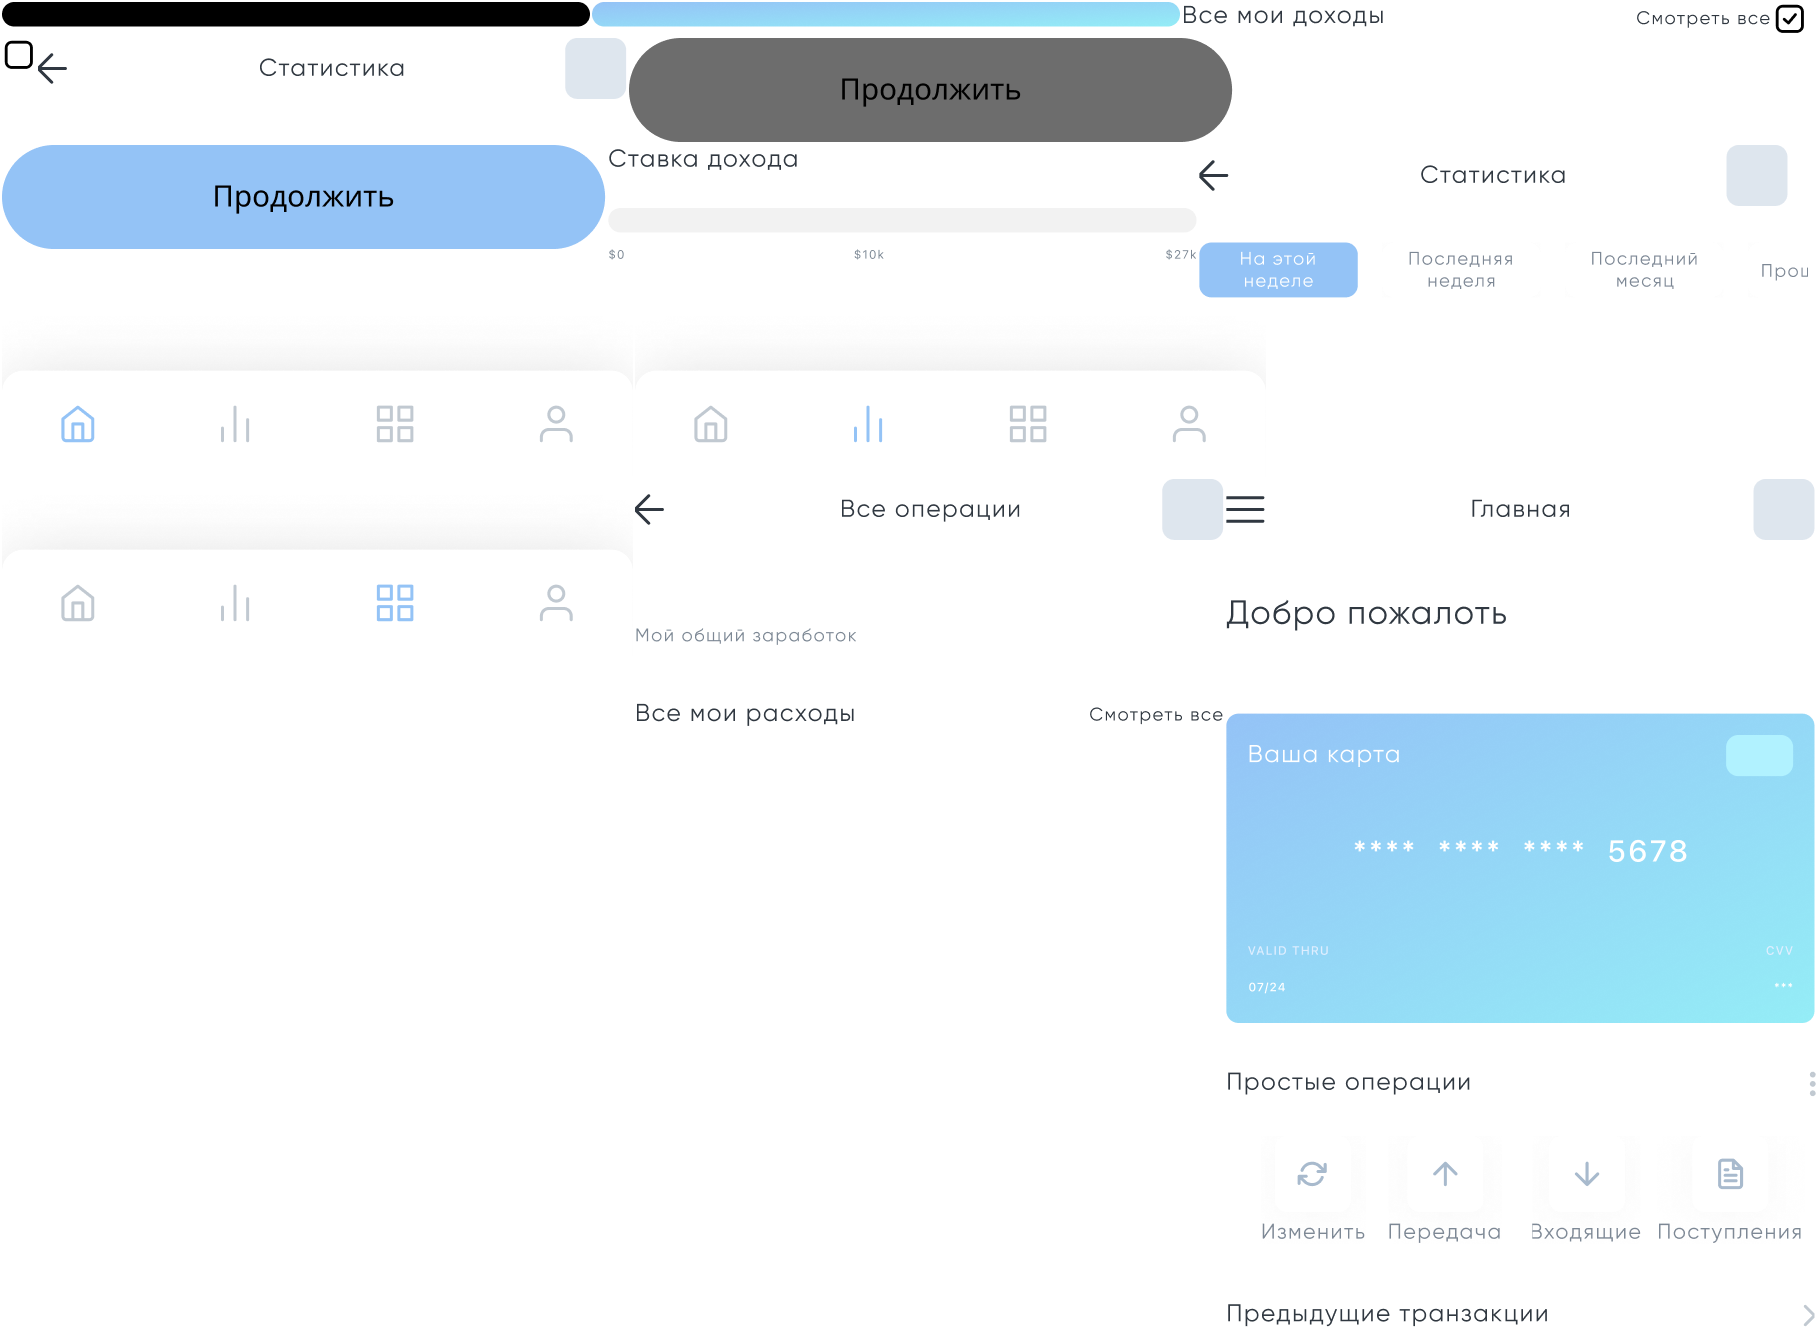 Все мои доходы
Смотреть все
Статистика
Продолжить
Продолжить
Ставка дохода
$0
$10k
$27k
Статистика
На этой
неделе
Последняя
неделя
Последний
месяц
Все операции
Главная
Добро пожалоть
Мой общий заработок
Все мои расходы
Смотреть все
Ваша карта
**** **** **** 5678
VALID THRU
CVV
07/24
***
Простые операции
Изменить
Передача
Входящие
Поступления
Предыдущие транзакции